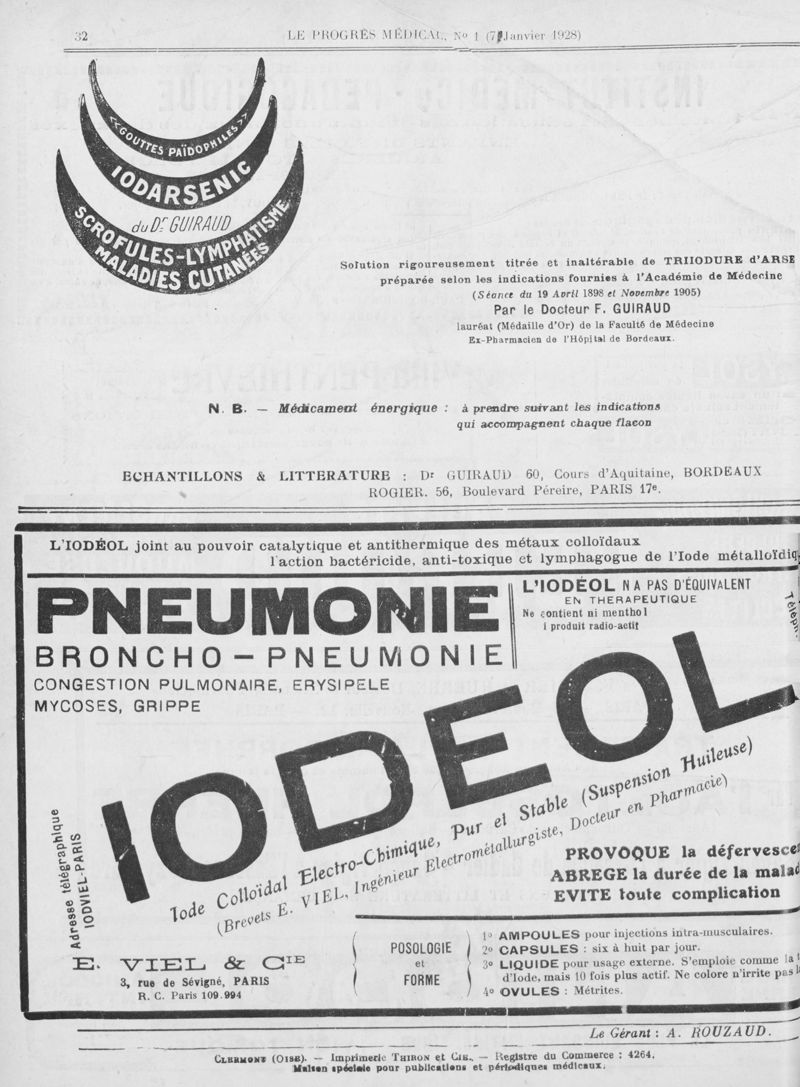 32
LE PROGRÈS MÉDICAL, No 1 (7 Janvier 1928)
<<GOUTTES PAÏDOPHILES>>
IODARSENIC
du Dr GUIRAUD
SCROFULES-LYMPHATISME
MALADIES CUTANÉES
Solution rigoureusement titrée et inaltérable de TRIIODURE d'ARSE
préparée selon les indications fournies à l'Académie de Médecine
(Séance du 19 Avril 1898 et Novembre 1905)
Par le Docteur F. GUIRAUD
lauréat (Médaille d'Or) de la Faculté de Médecine
Ex-Pharmacien de l'Hôpital de Bordeaux.
N. B. — Médicament énergique : à prendre suivant les indications
qui accompagnent chaque flacon
ECHANTILLONS & LITTERATURE : Dr GUIRAUD 60, Cours d'Aquitaine, BORDEAUX
ROGIER. 56, Boulevard Péreire, PARIS 17e.
L'IODÉOL joint au pouvoir catalytique et antithermique des métaux colloïdaux
l'action bactéricide, anti-toxique et lymphagogue de l'Iode métalloïdiq
PNEUMONIE
BRONCHO-PNEUMONIE
CONGESTION PULMONAIRE, ERYSIPELE
MYCOSES, GRIPPE
L'IODÉOL N A PAS D'ÉQUIVALENT
EN THERAPEUTIQUE
Ne contient ni menthol
i produit radio-actif
Téléph
IODEOL
Iode Colloïdal Electro-Chimique, Pur et Stable (Suspension Huileuse)
(Brevets E. VIEL, Ingénieur Electrométallurgiste, Docteur en Pharmacie)
PROVOQUE la défervesce
ABREGE la durée de la malad
EVITE toute complication
Adresse télégraphique
IODVIEL-PARIS
E. VIEL & CIE
3, rue de Sévigné, PARIS
R. C. Paris 109.994
POSOLOGIE
et
FORME
1o AMPOULES pour injections intra-musculaires.
2o CAPSULES : six à huit par jour.
3o LIQUIDE pour usage externe. S'emploie comme la t
d'Iode, mais 10 fois plus actif. Ne colore n'irrite pas l
4o OVULES : Métrites.
Le Gérant : A. ROUZAUD.
CLERMONT (OISE). — Imprimerie THIRON et CIE. — Registre du Commerce : 4264.
Maison spéciale pour publications et périodiques médicaux.